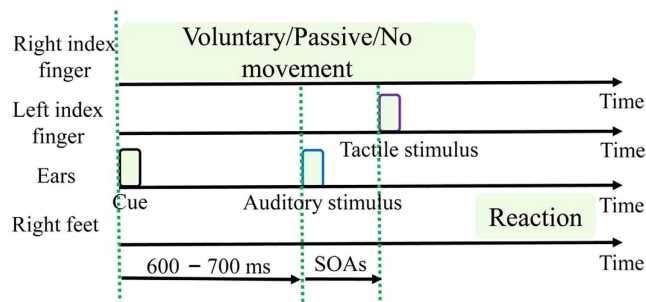 Right index
finger
Voluntary/Passive/No
movement
Time
Left index
finger
Time
Tactile stimulus
Ears
Cue
Auditory stimulus
Time
Right feet
Reaction
Time
600 – 700 ms
SOAs